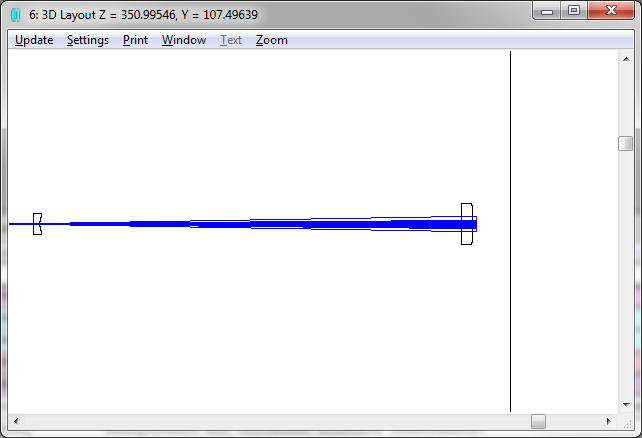 6: 3D Layout Z = 350.99546, Y = 107.49639
Update Settings Print Window Text Zoom